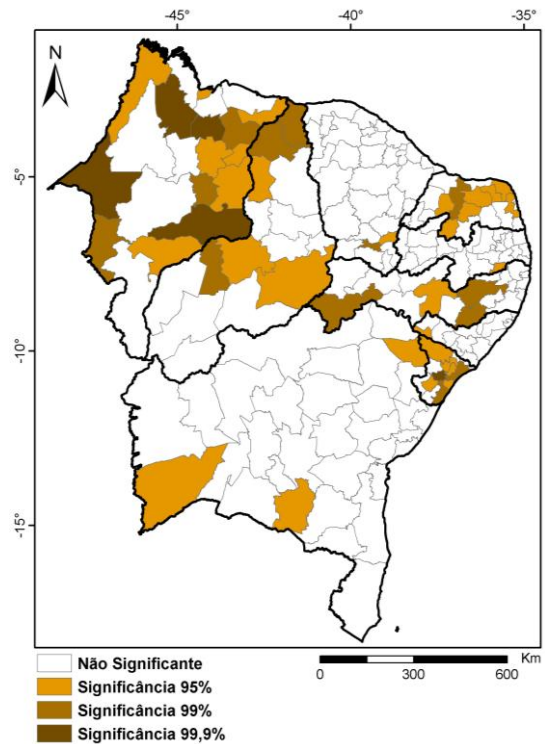 -45° -40° -35°
N
-5°
-10°
-15°
Não Significante
Significância 95%
Significância 99%
Significância 99,9%
Km
0 300 600